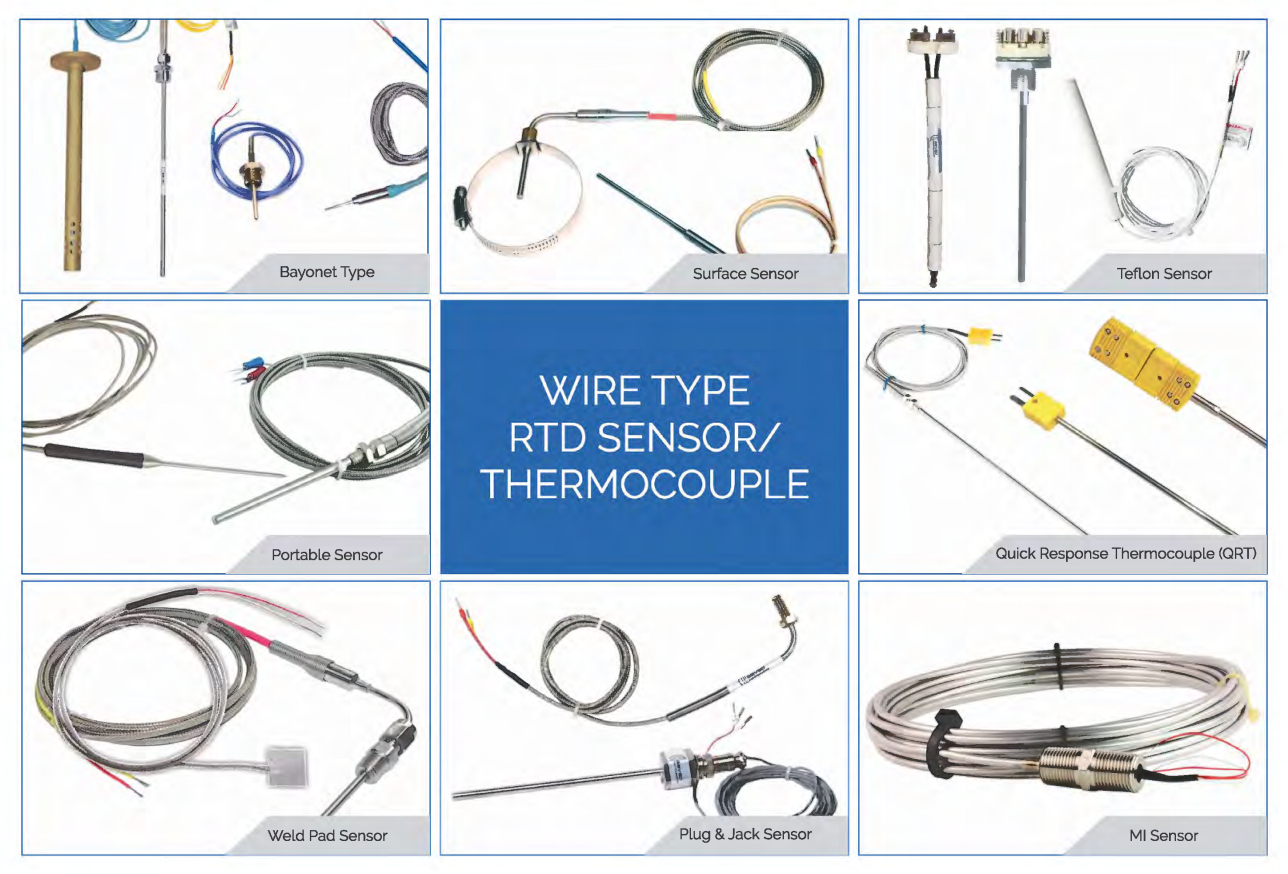 Bayonet Type
Surface Sensor
Teflon Sensor
Portable Sensor
WIRE TYPE
RTD SENSOR/
THERMOCOUPLE
Quick Response Thermocouple (QRT)
Weld Pad Sensor
Plug & Jack Sensor
MI Sensor